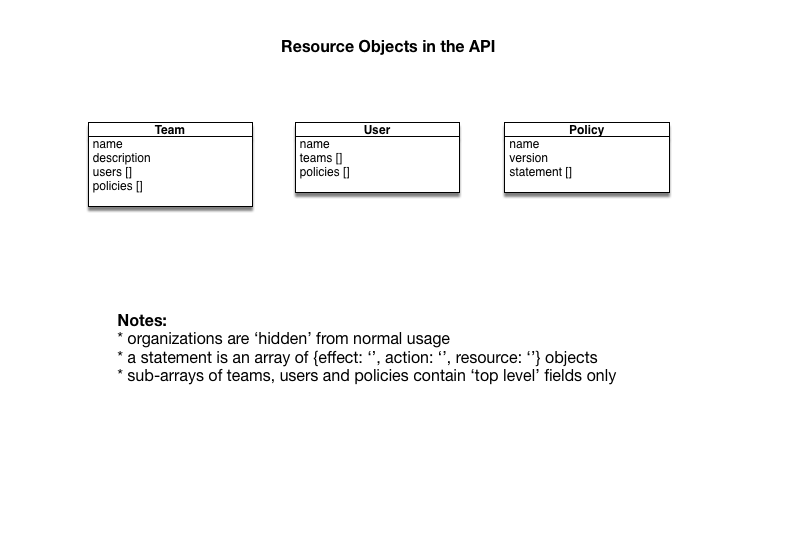 Resource Objects in the API
Team
name
description
users []
policies []
User
name
teams []
policies []
Policy
name
version
statement []
Notes:
* organizations are ‘hidden’ from normal usage
* a statement is an array of {effect: ‘’, action: ‘’, resource: ‘’} objects
* sub-arrays of teams, users and policies contain ‘top level’ fields only